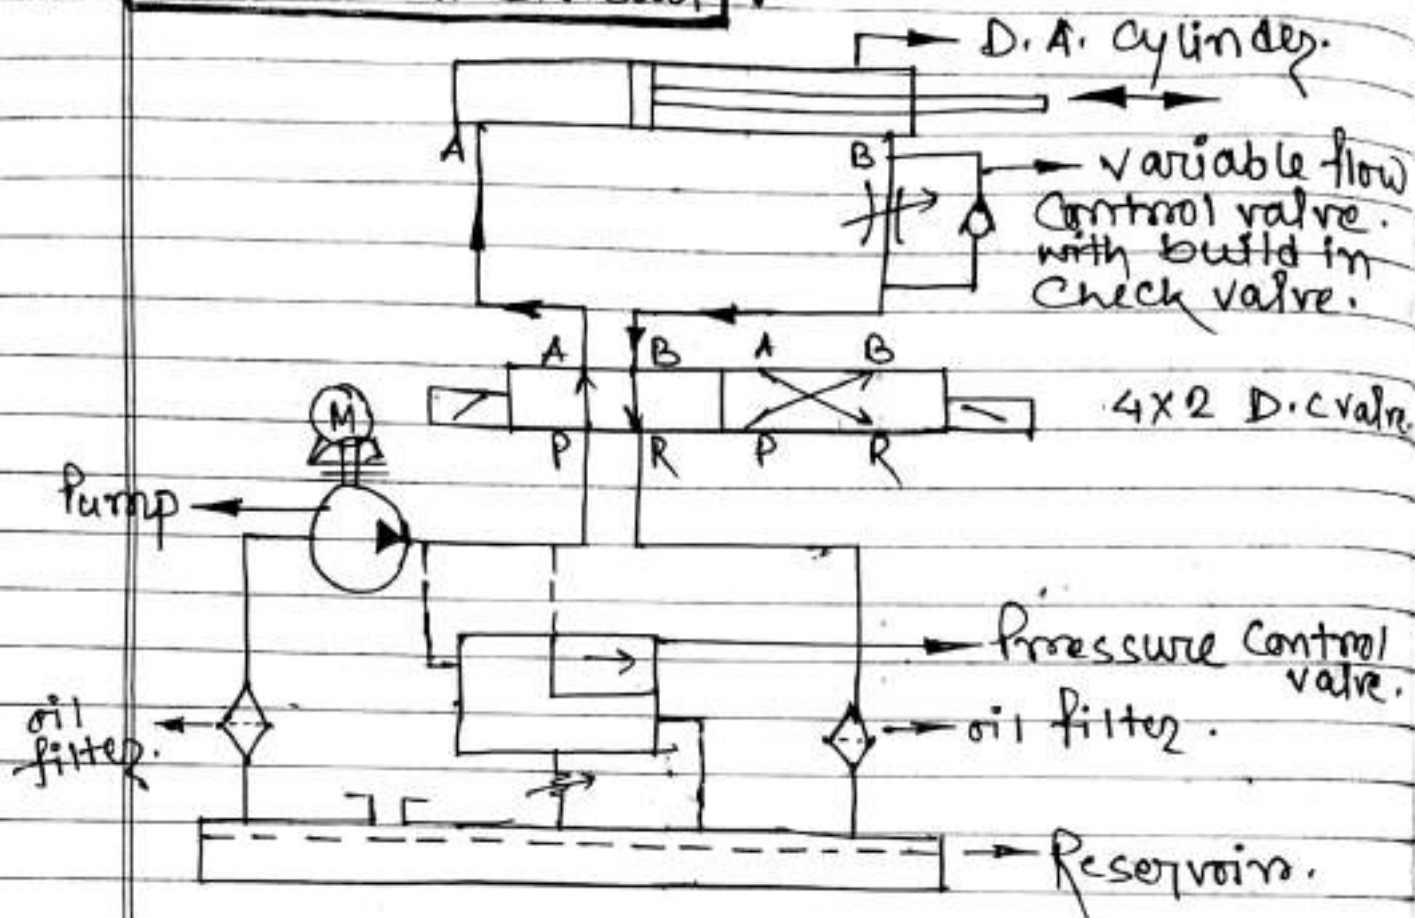 D.A. Cylinder.
A
B
variable flow
Control valve.
with build in
Check valve.
A B A B
M
4x2 D.C valve.
P R P R
Pump
Pressure Control
valve.
oil
filter.
oil filter.
Reservoir.